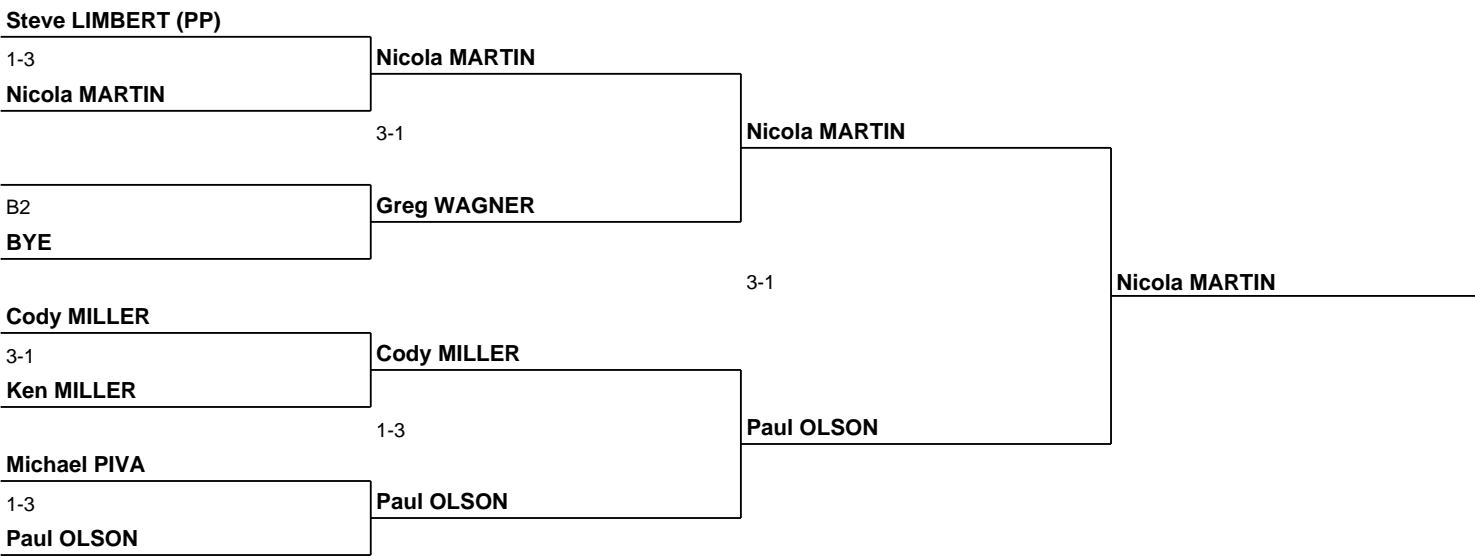 Steve LIMBERT (PP)
1-3
Nicola MARTIN
Nicola MARTIN
3-1
Nicola MARTIN
B2
Greg WAGNER
BYE
3-1
Nicola MARTIN
Cody MILLER
3-1
Cody MILLER
Ken MILLER
1-3
Paul OLSON
Michael PIVA
1-3
Paul OLSON
Paul OLSON